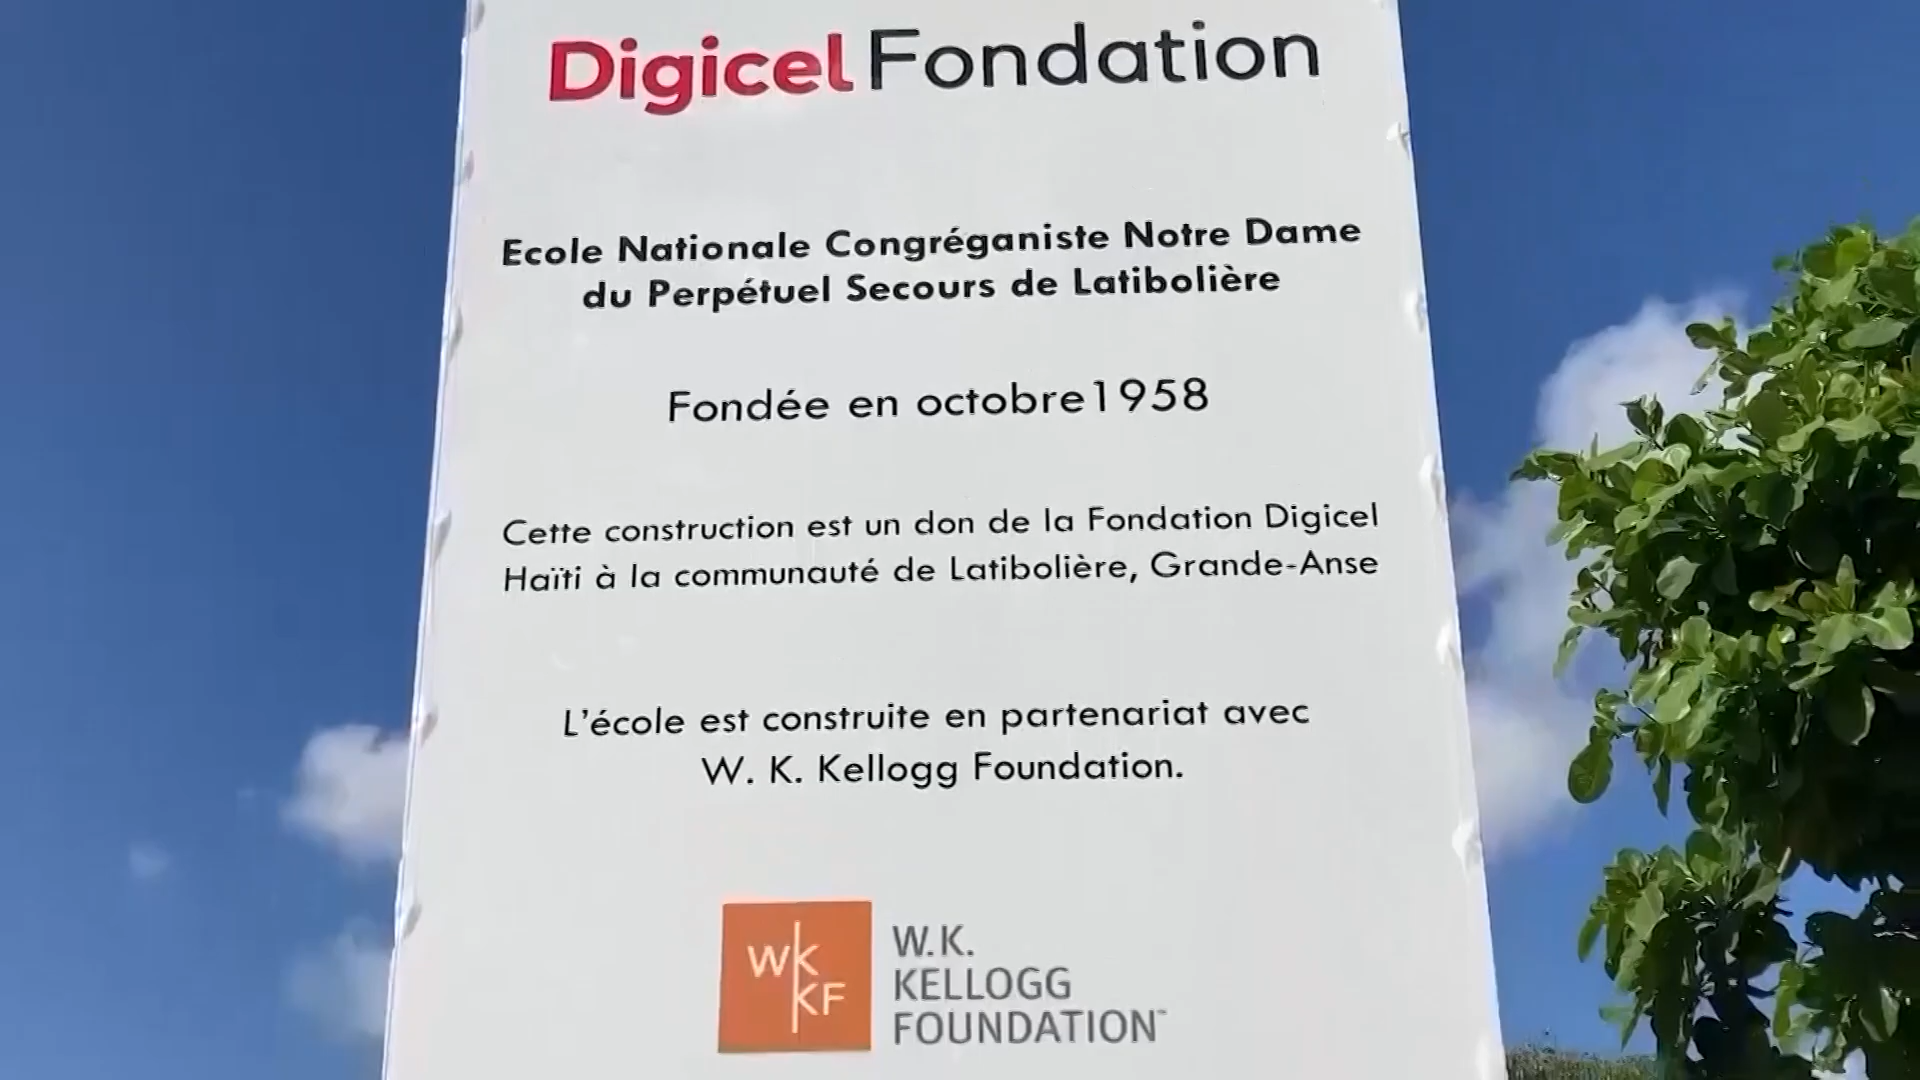 Digicel Fondation
Ecole Nationale Congréganiste Notre Dame
du Perpétuel Secours de Latibolière
Fondée en octobre1958
Cette construction est un don de la Fondation Digicel
Haïti à la communauté de Latibolière, Grande-Anse
L'école est construite en partenariat avec
W. K. Kellogg Foundation.
WK
KF
W.K.
KELLOGG
FOUNDATION™